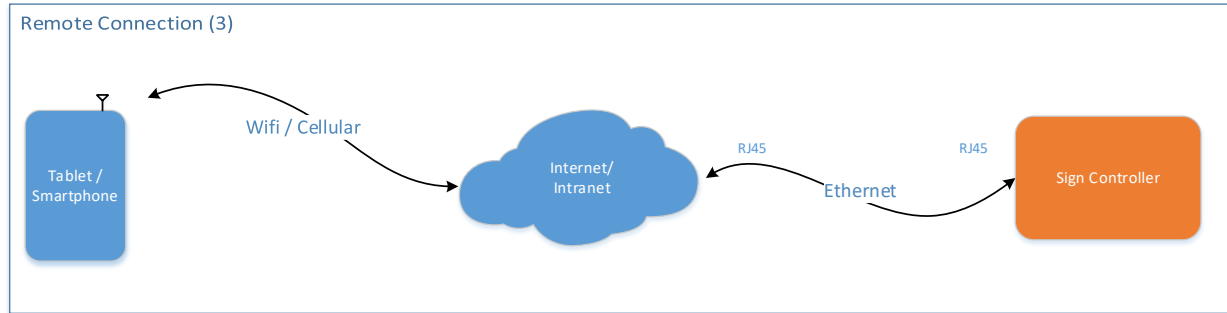 Remote Connection (3)
Wifi / Cellular
Tablet /
Smartphone
Internet/
Intranet
RJ45
RJ45
Ethernet
Sign Controller